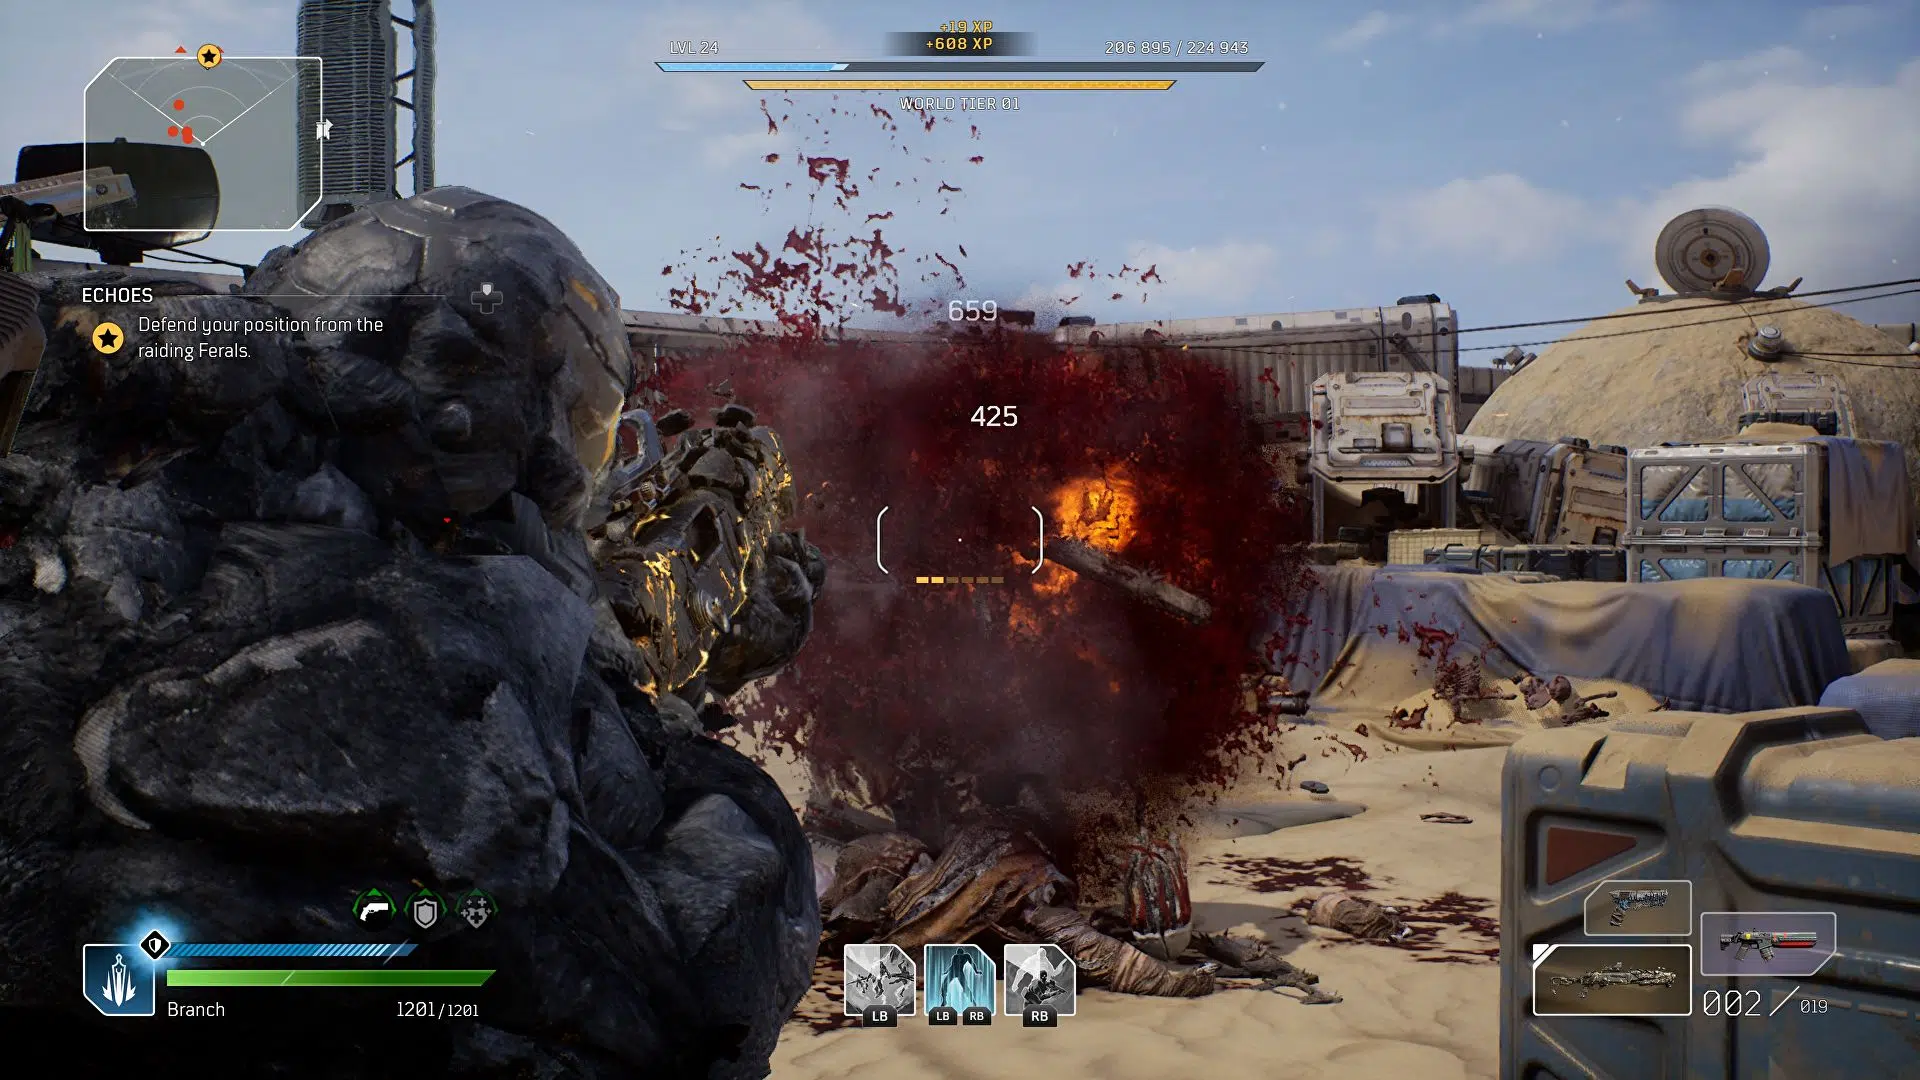 +19 XP
LVL 24
+608 XP
206 895 / 224 943
WORLD TIER 01
ECHOES
Defend your position from the
raiding Ferals.
659
425
Branch
1201/1201
LB
LB
RB
RB
002 / 019